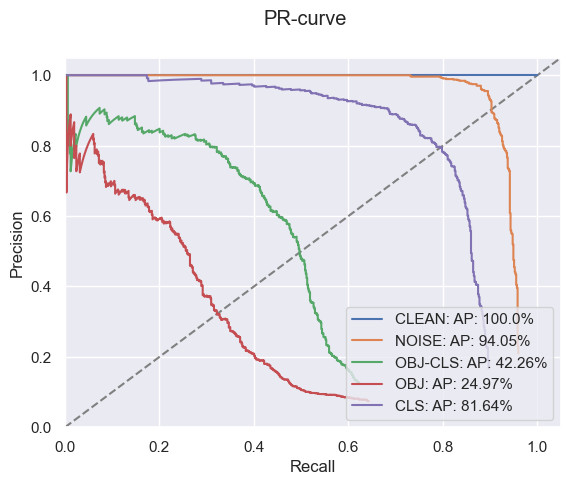 PR-curve
1.0
0.8
0.6
0.4
0.2
0.0
Precision
CLEAN: AP: 100.0%
NOISE: AP: 94.05%
OBJ-CLS: AP: 42.26%
OBJ: AP: 24.97%
CLS: AP: 81.64%
0.0 0.2 0.4 0.6 0.8 1.0
Recall